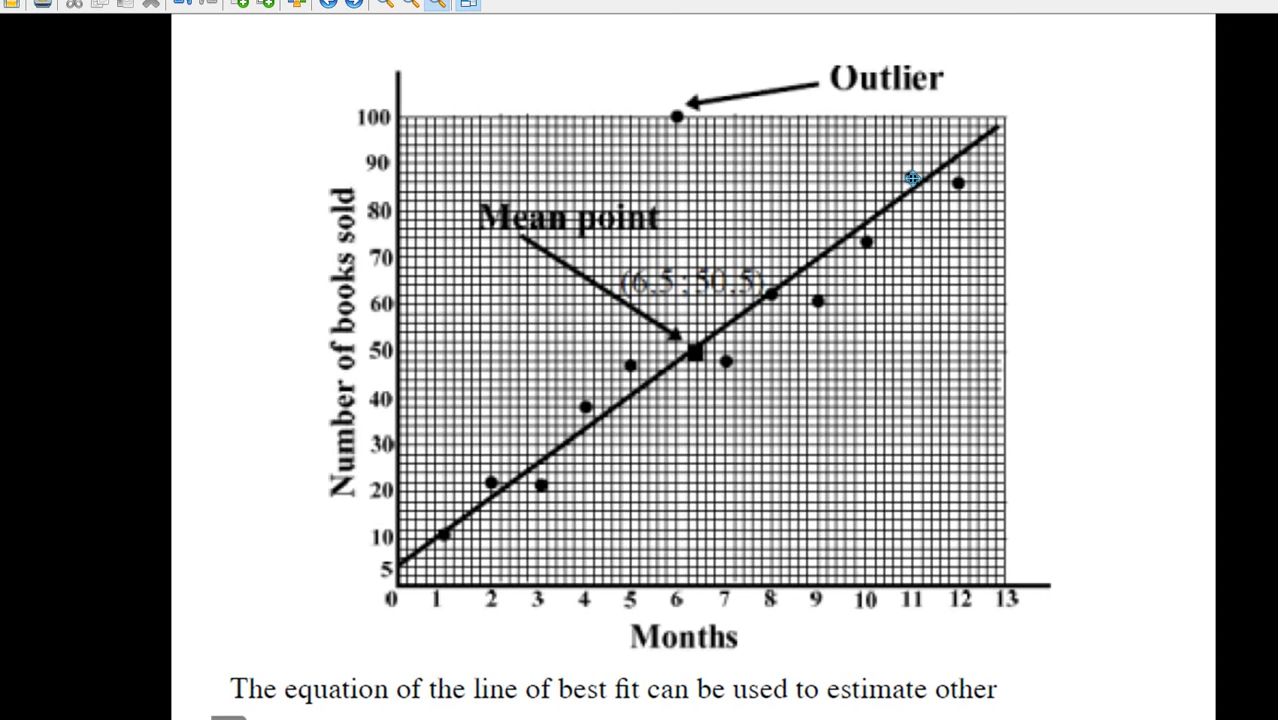 Outlier
100
90
Mean point
80
70
(6,5 ; 50,5)
60
50
40
30
20
10
5
Number of books sold
0 1 2 3 4 5 6 7 8 9 10 11 12 13
Months
The equation of the line of best fit can be used to estimate other